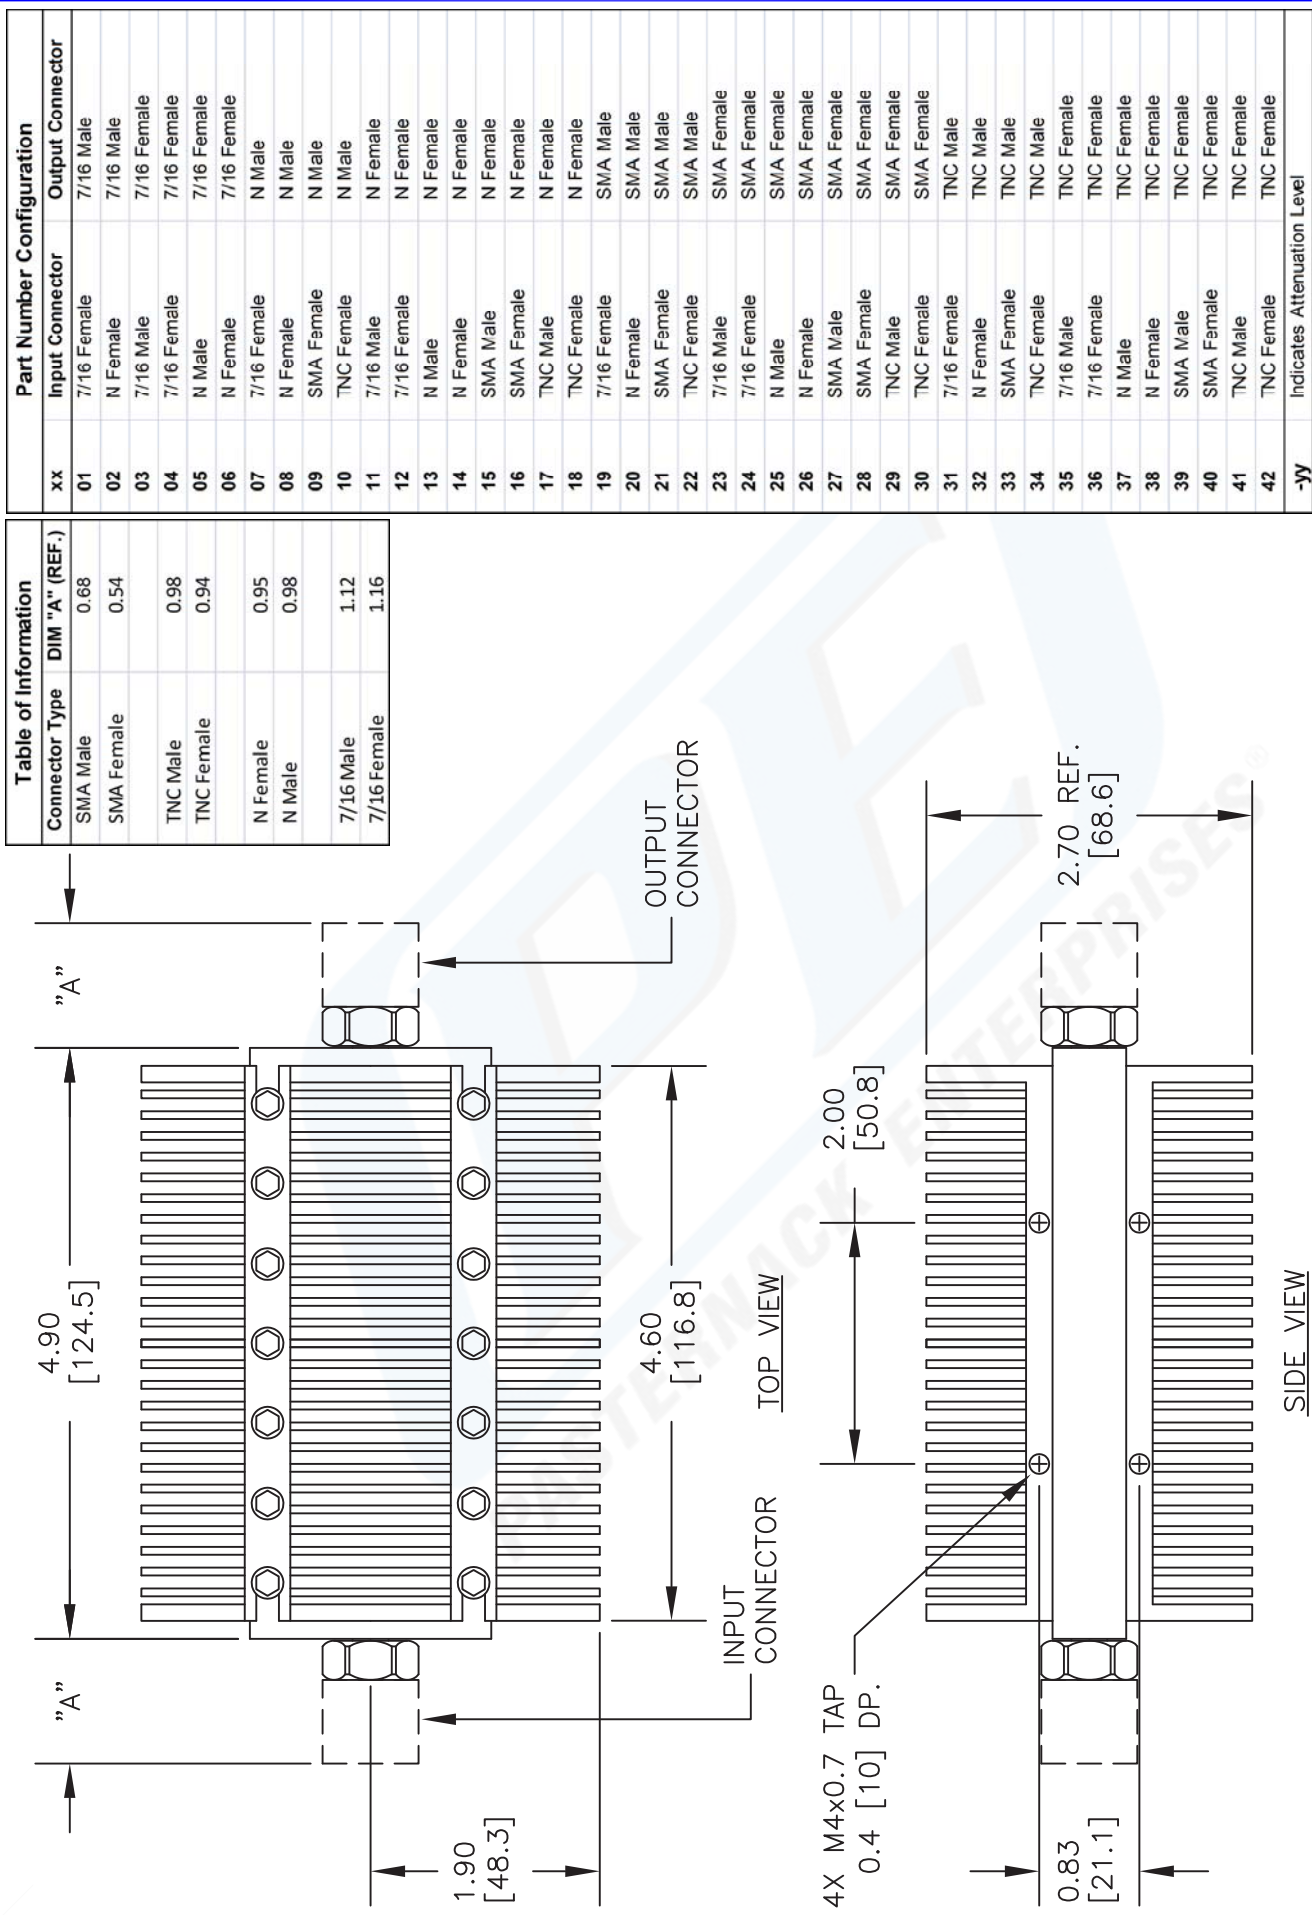 Part Number Configuration
xx Input Connector Output Connector
01 7/16 Female 7/16 Male
02 N Female 7/16 Male
03 7/16 Male 7/16 Female
04 7/16 Female 7/16 Female
05 N Male 7/16 Female
06 N Female 7/16 Female
07 7/16 Female N Male
08 N Female N Male
09 SMA Female N Male
10 TNC Female N Male
11 7/16 Male N Female
12 7/16 Female N Female
13 N Male N Female
14 N Female N Female
15 SMA Male N Female
16 SMA Female N Female
17 TNC Male N Female
18 TNC Female N Female
19 7/16 Female SMA Male
20 N Female SMA Male
21 SMA Female SMA Male
22 TNC Female SMA Male
23 7/16 Male SMA Female
24 7/16 Female SMA Female
25 N Male SMA Female
26 N Female SMA Female
27 SMA Male SMA Female
28 SMA Female SMA Female
29 TNC Male SMA Female
30 TNC Female SMA Female
31 7/16 Female TNC Male
32 N Female TNC Male
33 SMA Female TNC Male
34 TNC Female TNC Male
35 7/16 Male TNC Female
36 7/16 Female TNC Female
37 N Male TNC Female
38 N Female TNC Female
39 SMA Male TNC Female
40 SMA Female TNC Female
41 TNC Male TNC Female
42 TNC Female TNC Female
-yy Indicates Attenuation Level
Table of Information
Connector Type DIM "A" (REF.)
SMA Male 0.68
SMA Female 0.54
TNC Male 0.98
TNC Female 0.94
N Female 0.95
N Male 0.98
7/16 Male 1.12
7/16 Female 1.16
"A"
4.90
[124.5]
"A"
1.90
[48.3]
INPUT
CONNECTOR
4.60
[116.8]
OUTPUT
CONNECTOR
TOP VIEW
4X M4x0.7 TAP
0.4 [10] DP.
2.00
[50.8]
0.83
[21.1]
2.70 REF.
[68.6]
SIDE VIEW
PEI
PASTERNACK ENTERPRISES®